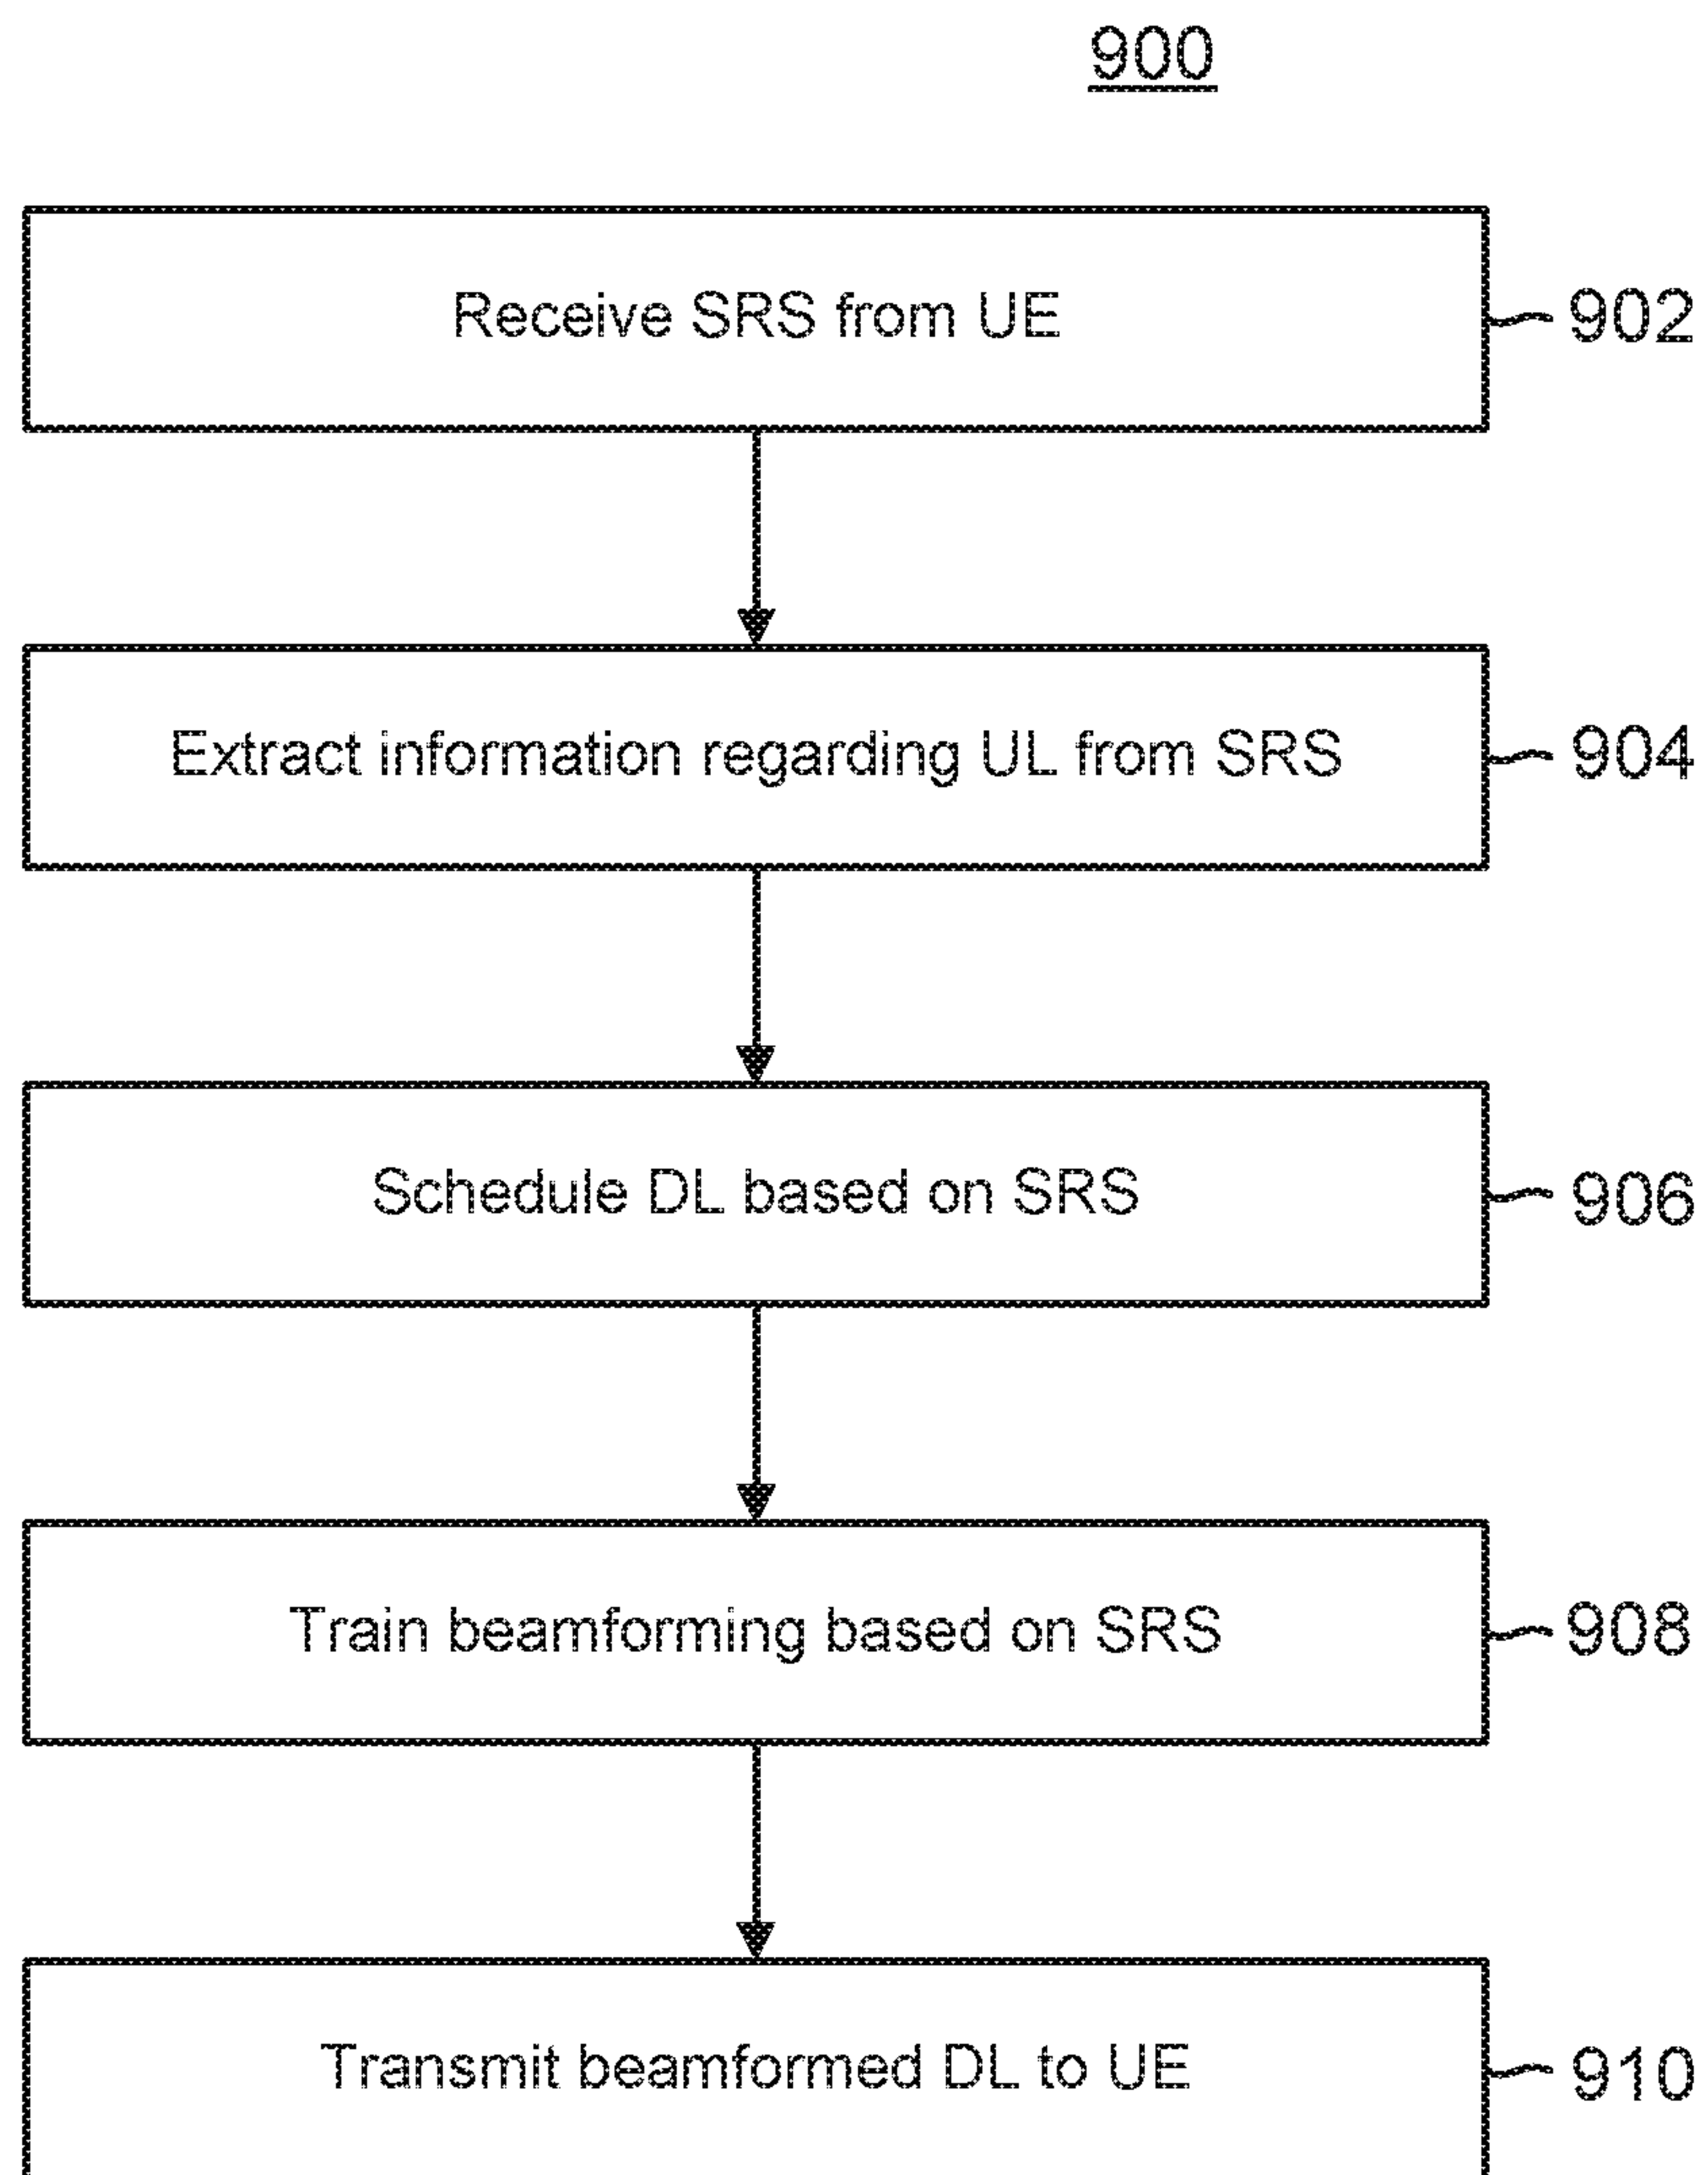 900
Receive SRS from UE
902
Extract information regarding UL from SRS
904
Schedule DL based on SRS
906
Train beamforming based on SRS
908
Transmit beamformed DL to UE
910